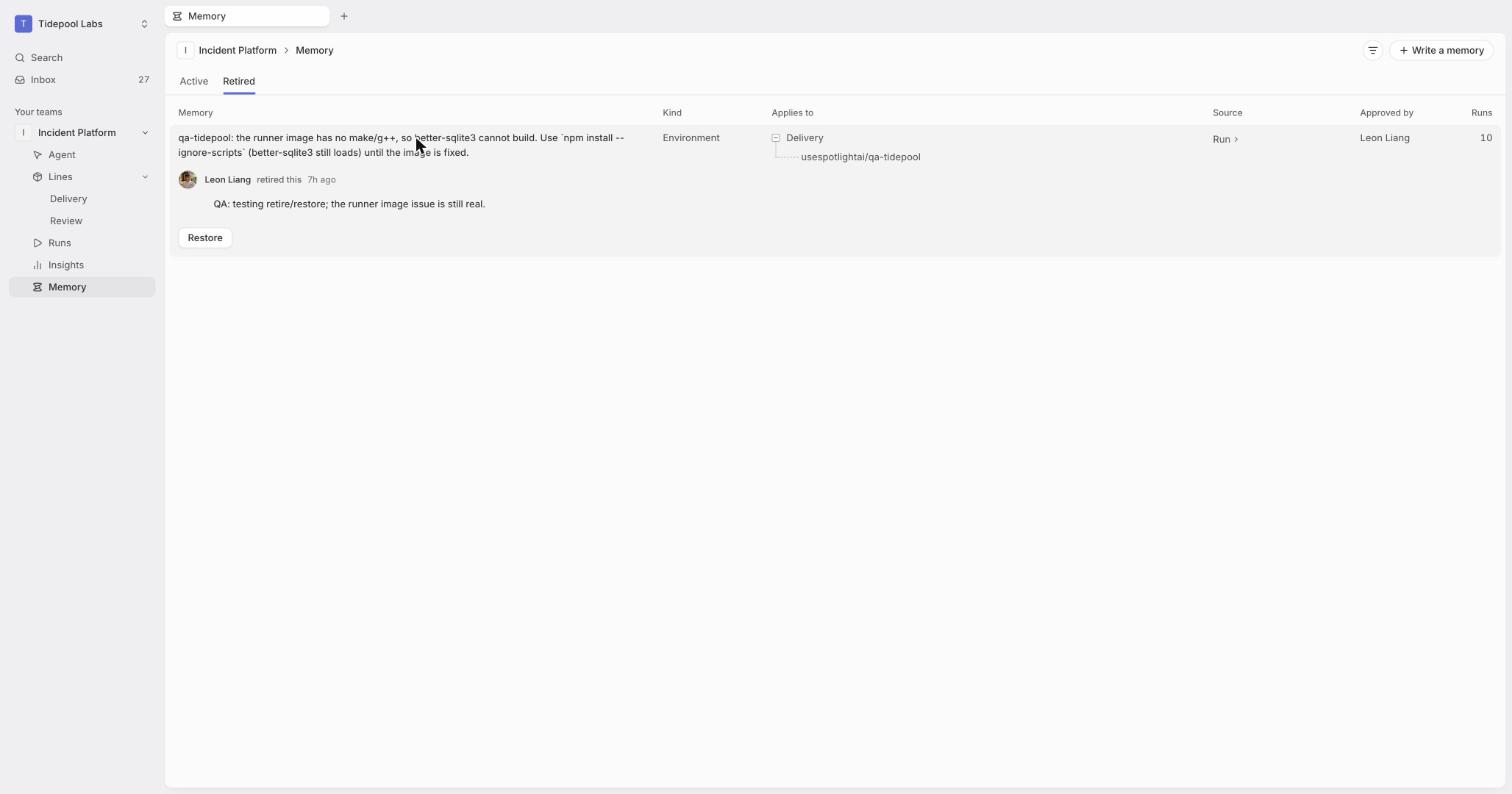 T Tidepool Labs
Search
Inbox 27
Your teams
I Incident Platform
Agent
Lines
Delivery
Review
Runs
Insights
Memory
Memory
I Incident Platform > Memory
+ Write a memory
Active Retired
Memory Kind Applies to Source Approved by Runs
qa-tidepool: the runner image has no make/g++, so better-sqlite3 cannot build. Use `npm install --
ignore-scripts` (better-sqlite3 still loads) until the image is fixed.
Environment
Delivery
usespotlightai/qa-tidepool
Run >
Leon Liang
10
Leon Liang retired this 7h ago
QA: testing retire/restore; the runner image issue is still real.
Restore